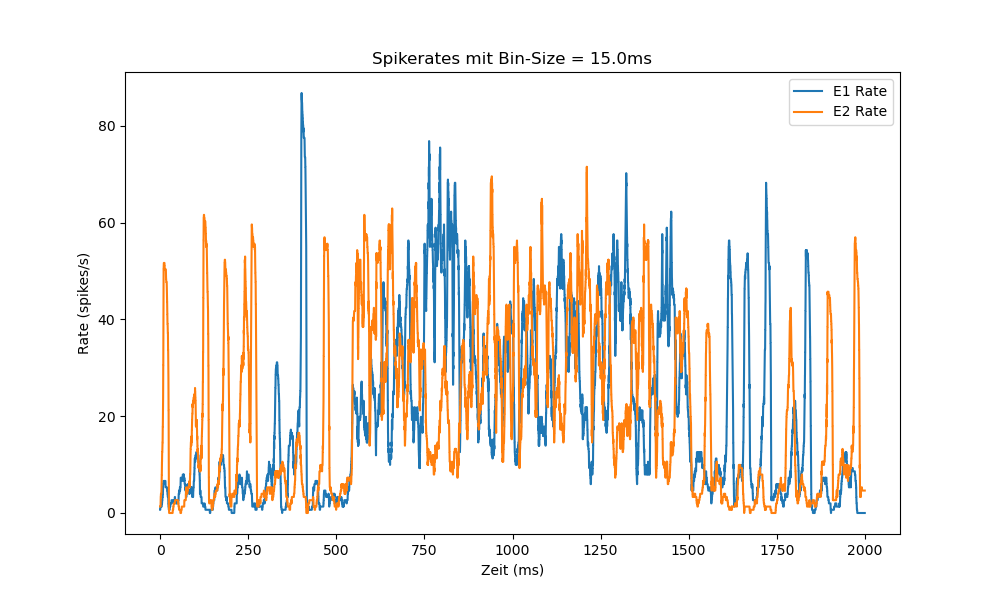 Spikerates mit Bin-Size = 15.0ms
E1 Rate
E2 Rate
80
60
40
20
0
Rate (spikes/s)
0 250 500 750 1000 1250 1500 1750 2000
Zeit (ms)